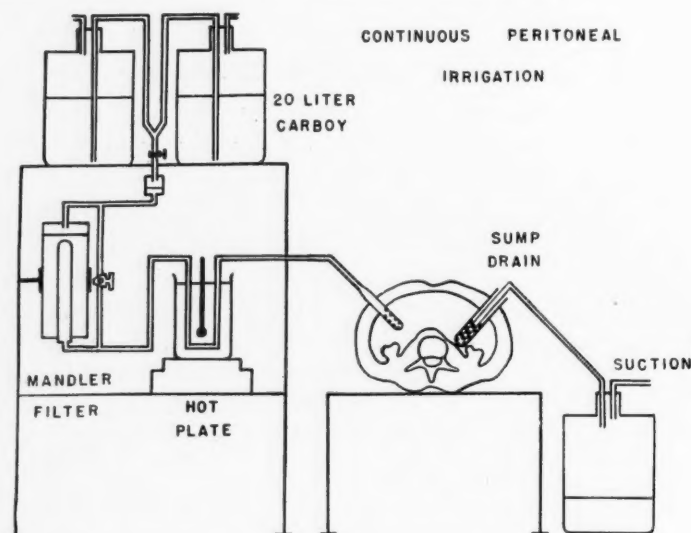 CONTINUOUS PERITONEAL
IRRIGATION
20 LITER
CARBOY
SUMP
DRAIN
SUCTION
MANDLER
FILTER
HOT
PLATE